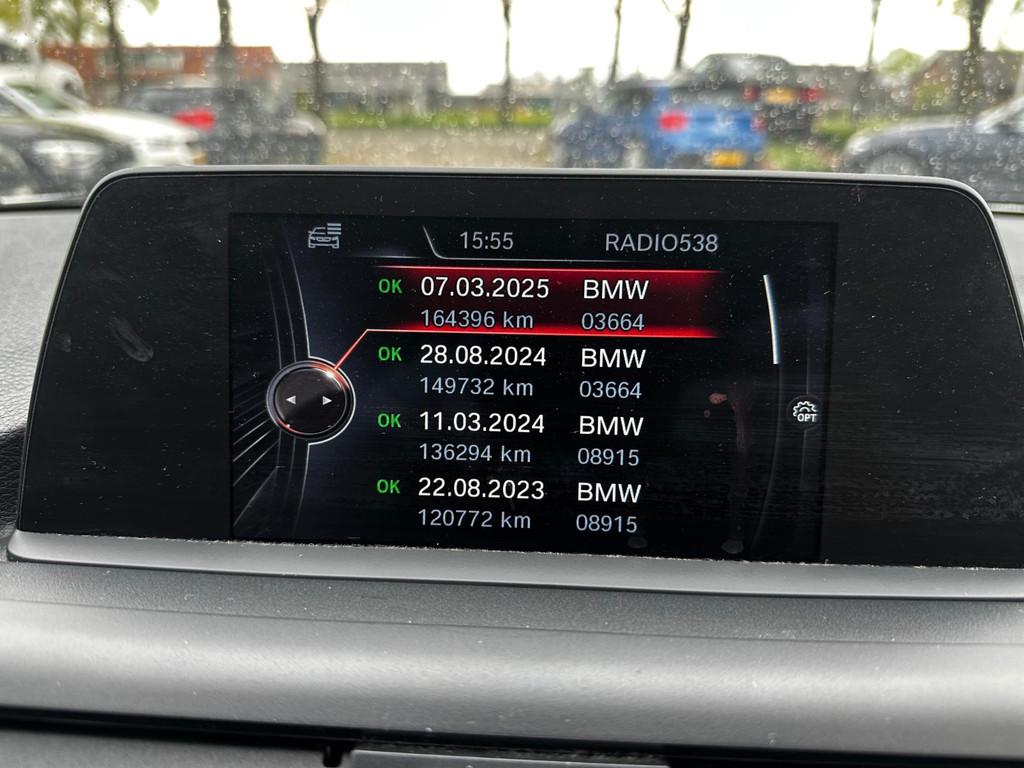 15:55 RADIO538
OK 07.03.2025 BMW
164396 km 03664
OK 28.08.2024 BMW
149732 km 03664
OK 11.03.2024 BMW
136294 km 08915
OK 22.08.2023 BMW
120772 km 08915
OPT